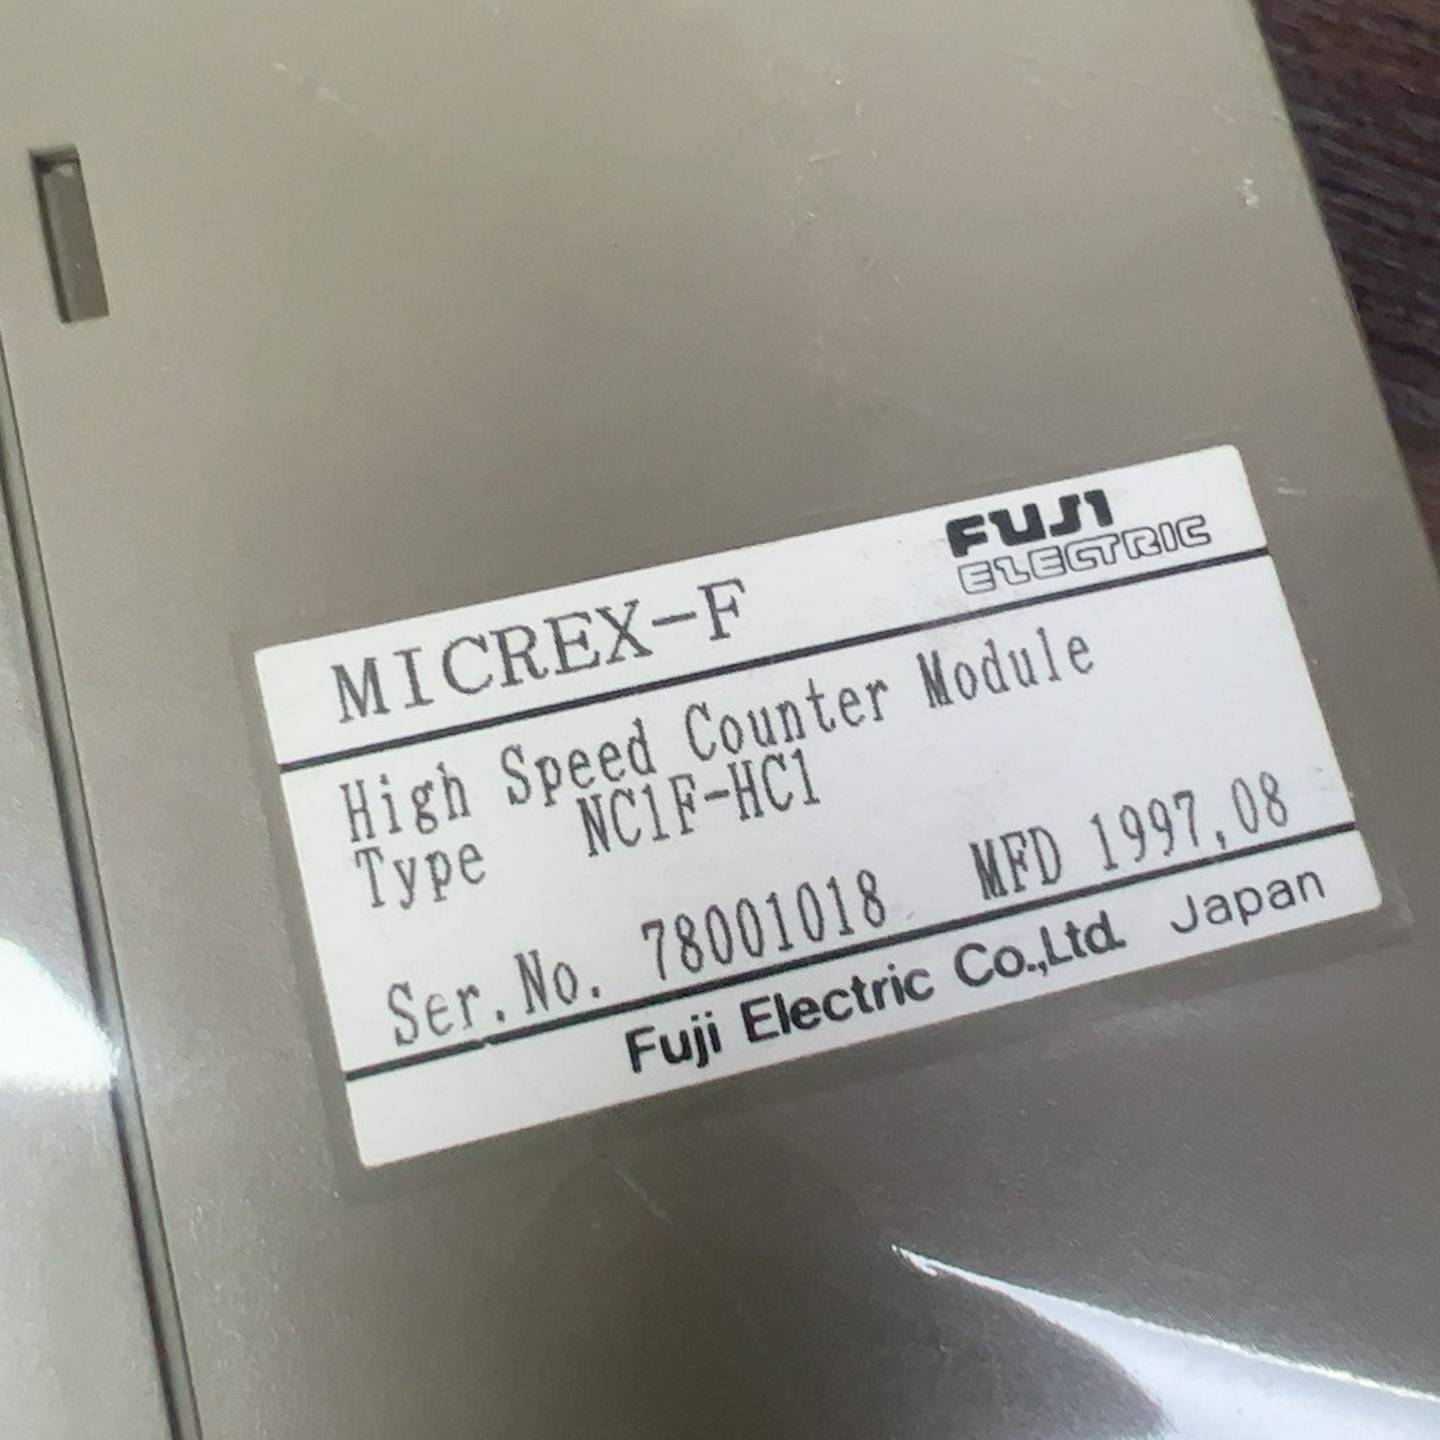 FUJI
ELECTRIC
MICREX-F
High Speed Counter Module
Type NC1F-HC1
Ser.No. 78001018 MFD 1997,08
Fuji Electric Co.,Ltd. Japan